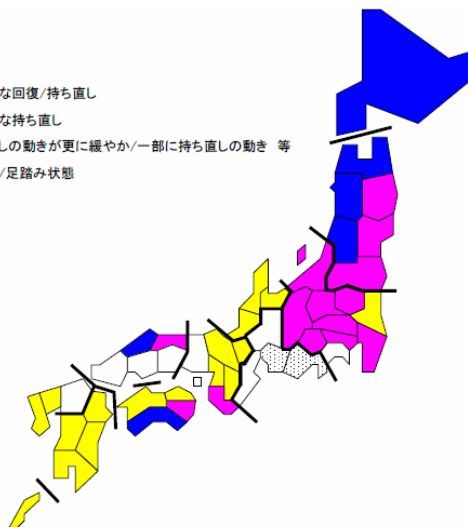 な回復/持ち直し
な持ち直し
しの動きが更に緩やか/一部に持ち直しの動き 等
/足踏み状態